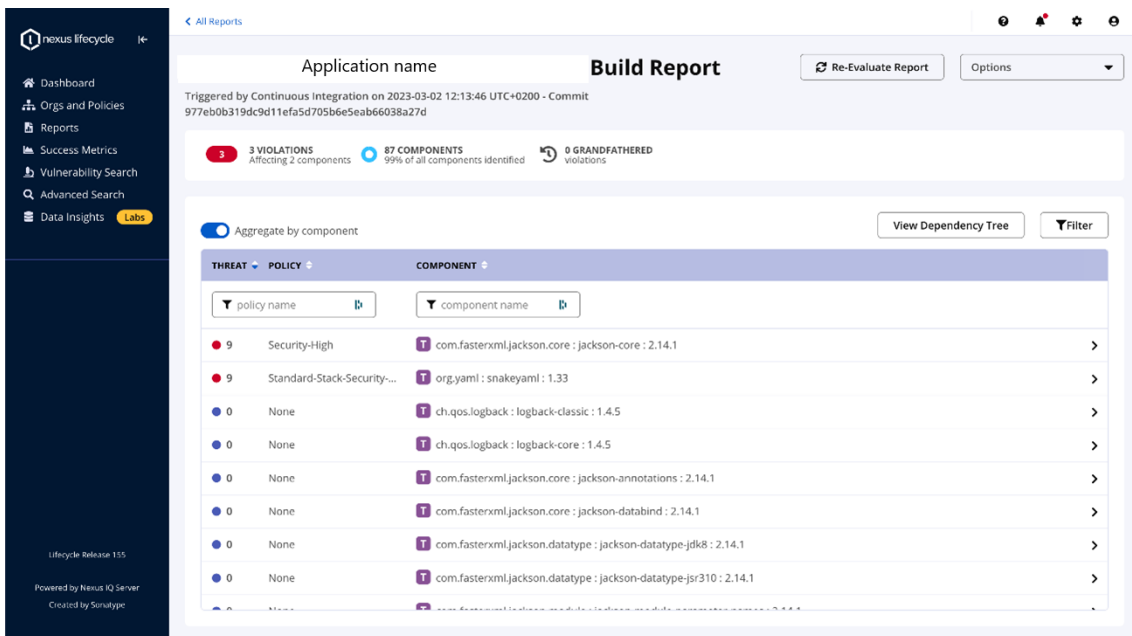 nexus lifecycle
Dashboard
Orgs and Policies
Reports
Success Metrics
Vulnerability Search
Advanced Search
Data Insights Labs
Lifecycle Release 155
Powered by Nexus IQ Server
Created by Sonatype
All Reports
Application name Build Report
Re-Evaluate Report
Options
Triggered by Continuous Integration on 2023-03-02 12:13:46 UTC+0200 - Commit
977eb0b319dc9d11efa5d705b6e5eab66038a27d
3
3 VIOLATIONS
Affecting 2 components
87 COMPONENTS
99% of all components identified
0 GRANDFATHERED
violations
Aggregate by component
View Dependency Tree
Filter
THREAT POLICY COMPONENT
policy name component name
9 Security-High T com.fasterxml.jackson.core : jackson-core : 2.14.1
9 Standard-Stack-Security-... T org.yaml : snakeyaml : 1.33
0 None T ch.qos.logback : logback-classic : 1.4.5
0 None T ch.qos.logback : logback-core : 1.4.5
0 None T com.fasterxml.jackson.core : jackson-annotations : 2.14.1
0 None T com.fasterxml.jackson.core : jackson-databind : 2.14.1
0 None T com.fasterxml.jackson.datatype : jackson-datatype-jdk8 : 2.14.1
0 None T com.fasterxml.jackson.datatype : jackson-datatype-jsr310 : 2.14.1